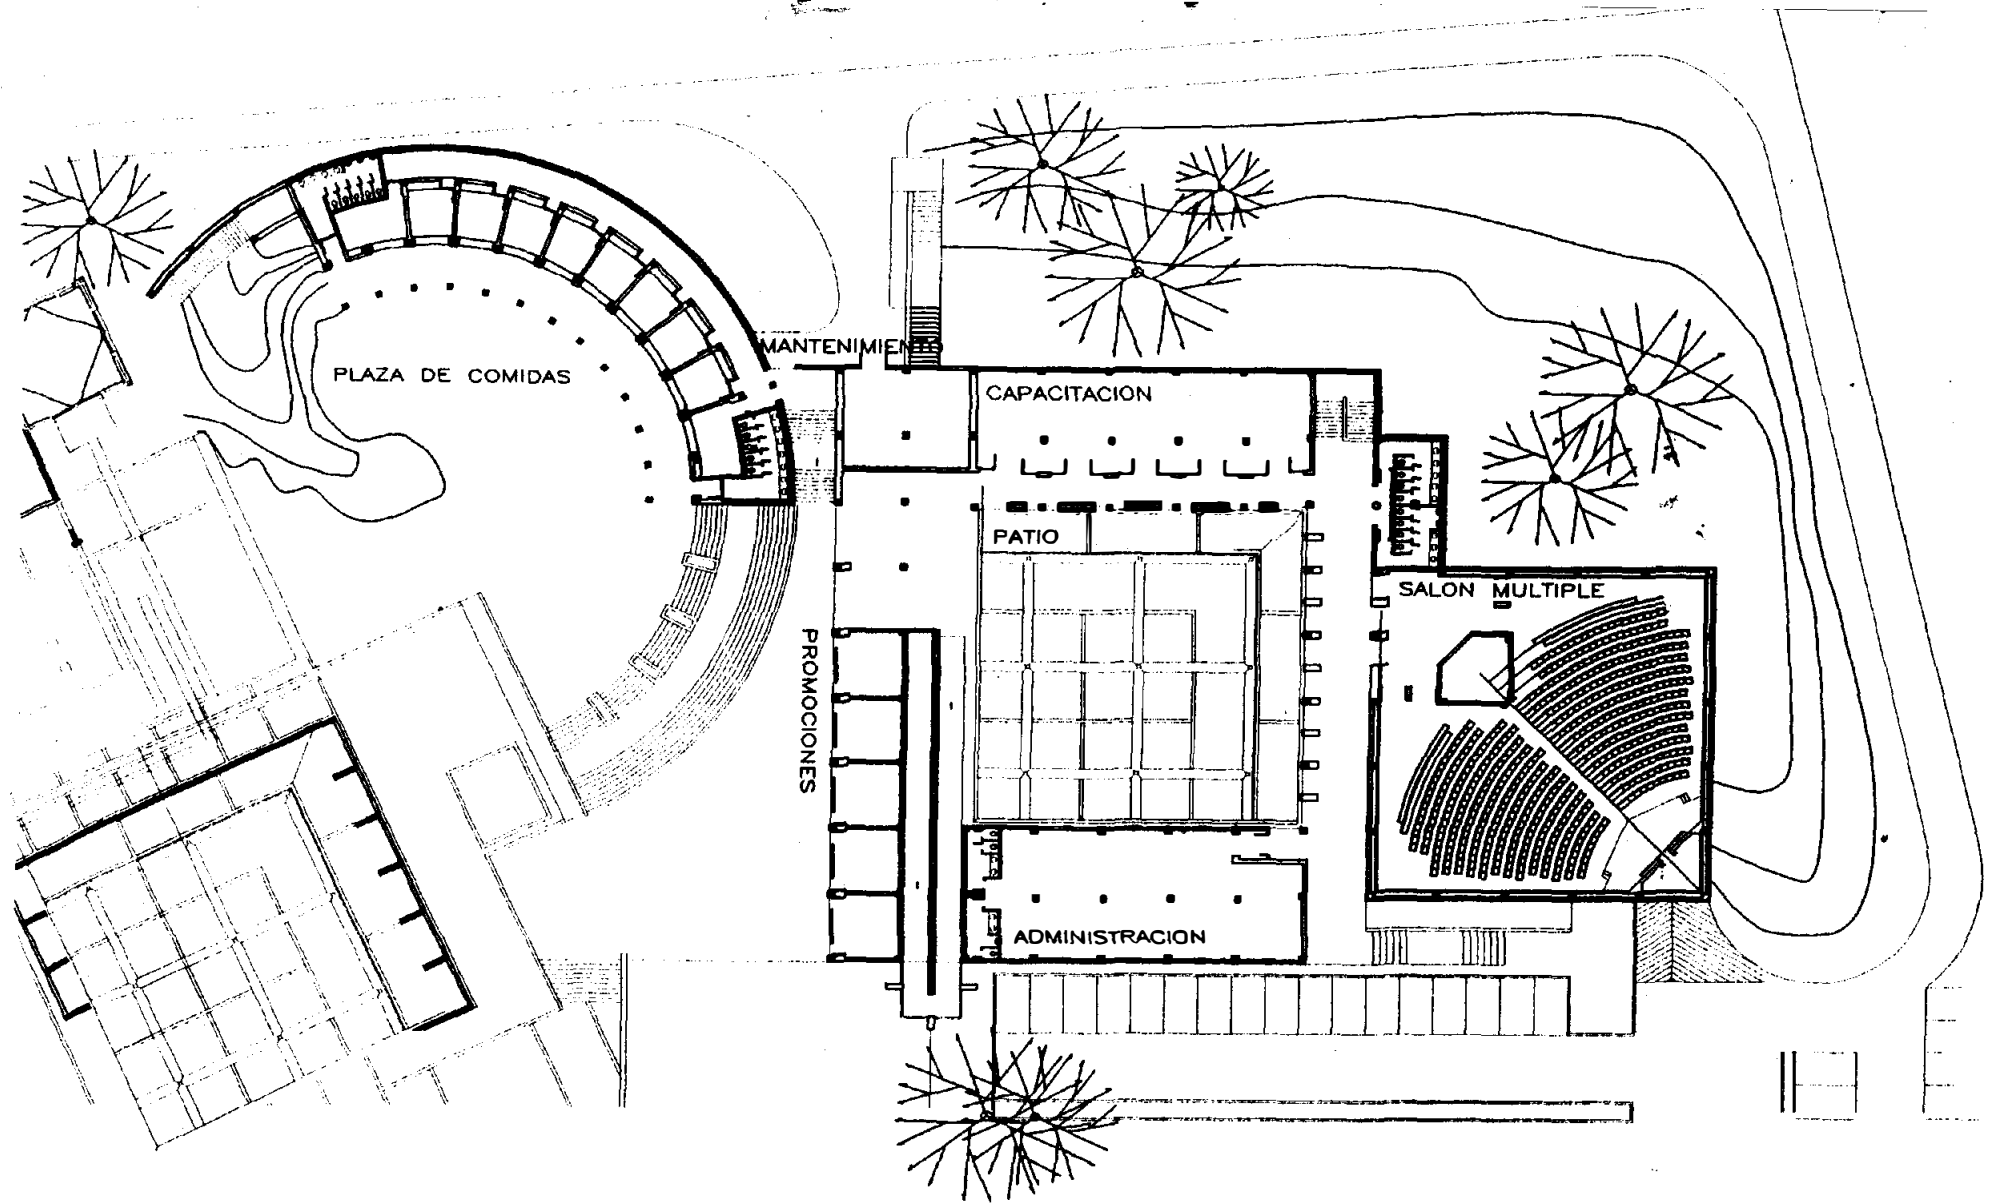 MANTENIMIENTO
PLAZA DE COMIDAS
CAPACITACION
PATIO
SALON MULTIPLE
PROMOCIONES
ADMINISTRACION